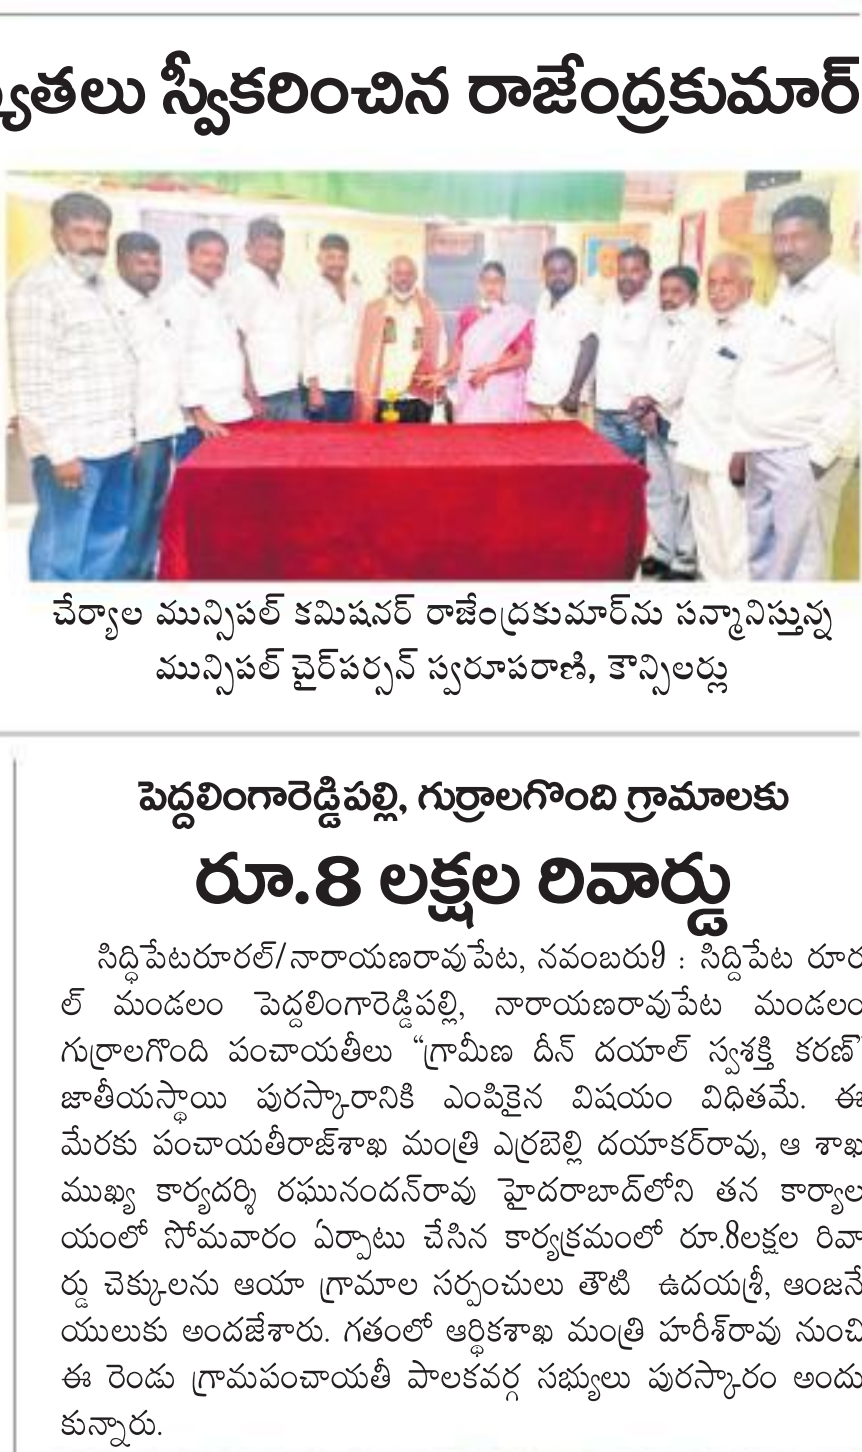 స్వీకరించిన రాజేంద్రకుమార్
చేర్యాల మున్సిపల్ కమిషనర్ రాజేంద్రకుమార్‌ను సన్మానిస్తున్న
మున్సిపల్ చైర్‌పర్సన్ స్వరూపరాణి, కౌన్సిలర్లు
పెద్దలింగారెడ్డిపల్లి, గుర్రాలగొంది గ్రామాలకు
రూ.8 లక్షల రివార్డు
సిద్ధిపేటరూరల్/నారాయణరావుపేట, నవంబరు9 : సిద్దిపేట రూర
ల్ మండలం పెద్దలింగారెడ్డిపల్లి, నారాయణరావుపేట మండలం
గుర్రాలగొంది పంచాయతీలు “గ్రామీణ దీన్ దయాల్ స్వశక్తి కరణ్”
జాతీయస్థాయి పురస్కారానికి ఎంపికైన విషయం విధితమే. ఈ
మేరకు పంచాయతీరాజ్‌శాఖ మంత్రి ఎర్రబెల్లి దయాకర్‌రావు, ఆ శాఖ
ముఖ్య కార్యదర్శి రఘునందన్‌రావు హైదరాబాద్‌లోని తన కార్యాల
యంలో సోమవారం ఏర్పాటు చేసిన కార్యక్రమంలో రూ.8లక్షల రివా
ర్డు చెక్కులను ఆయా గ్రామాల సర్పంచులు తౌటి ఉదయశ్రీ, ఆంజనే
యులుకు అందజేశారు. గతంలో ఆర్థికశాఖ మంత్రి హరీశ్‌రావు నుంచి
ఈ రెండు గ్రామపంచాయతీ పాలకవర్గ సభ్యులు పురస్కారం అందు
కున్నారు.